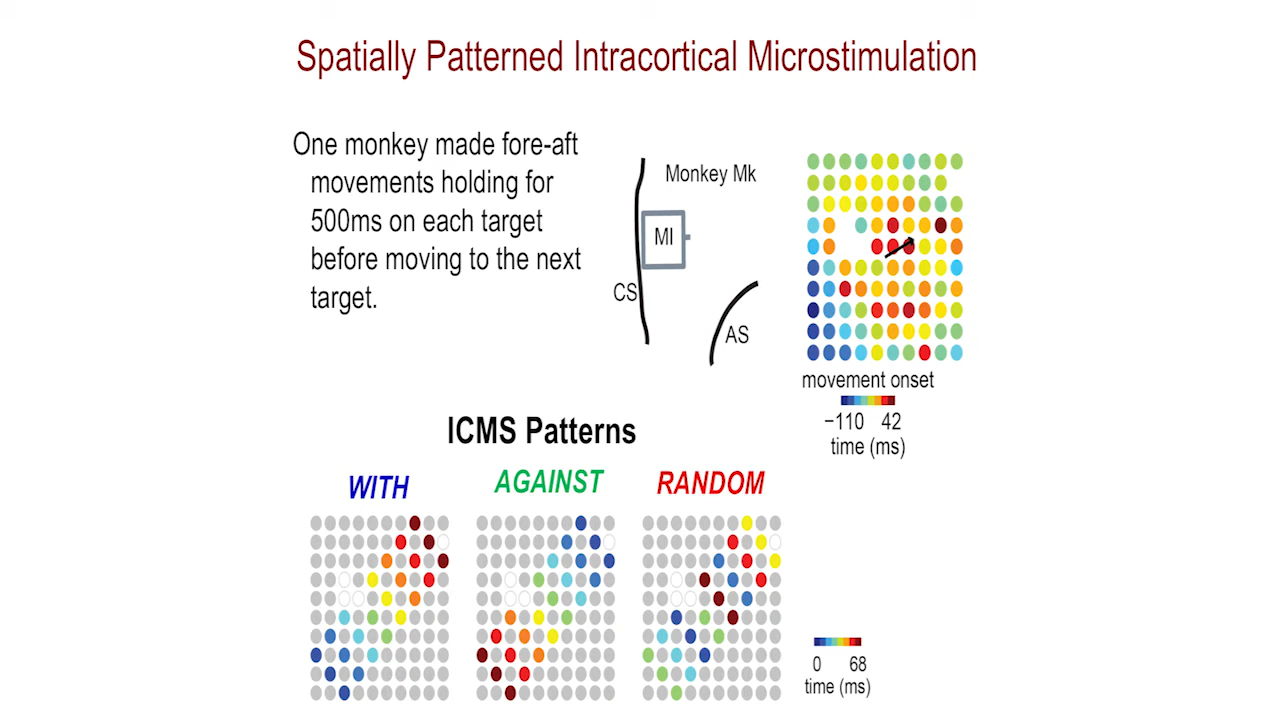 Spatially Patterned Intracortical Microstimulation
One monkey made fore-aft
movements holding for
500ms on each target
before moving to the next
target.
Monkey Mk
MI
CS
AS
movement onset
−110 42
time (ms)
ICMS Patterns
WITH
AGAINST
RANDOM
0 68
time (ms)